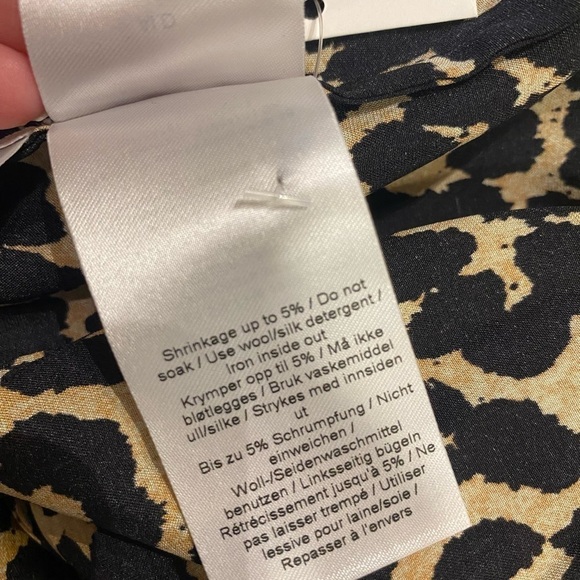 Shrinkage up to 5% / Do not
soak / Use wool/silk detergent /
Iron inside out
Krymper opp til 5% / Må ikke
bløtlegges / Bruk vaskemiddel
ull/silke / Strykes med innsiden
ut
Bis zu 5% Schrumpfung / Nicht
einweichen /
Woll-/Seidenwaschmittel
benutzen / Linksseitig bügeln
Rétrécissement jusqu'à 5% / Ne
pas laisser trempé / Utiliser
lessive pour laine/soie /
Repasser à l'envers